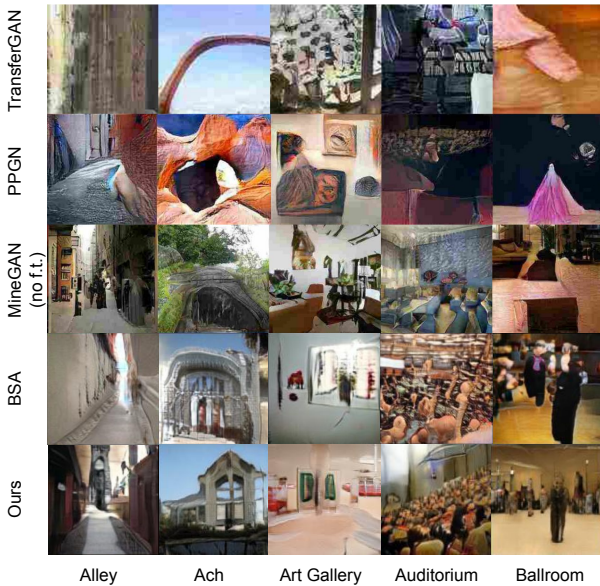 TransferGAN
PPGN
MineGAN
(no f.t.)
BSA
Ours
Alley Ach Art Gallery Auditorium Ballroom